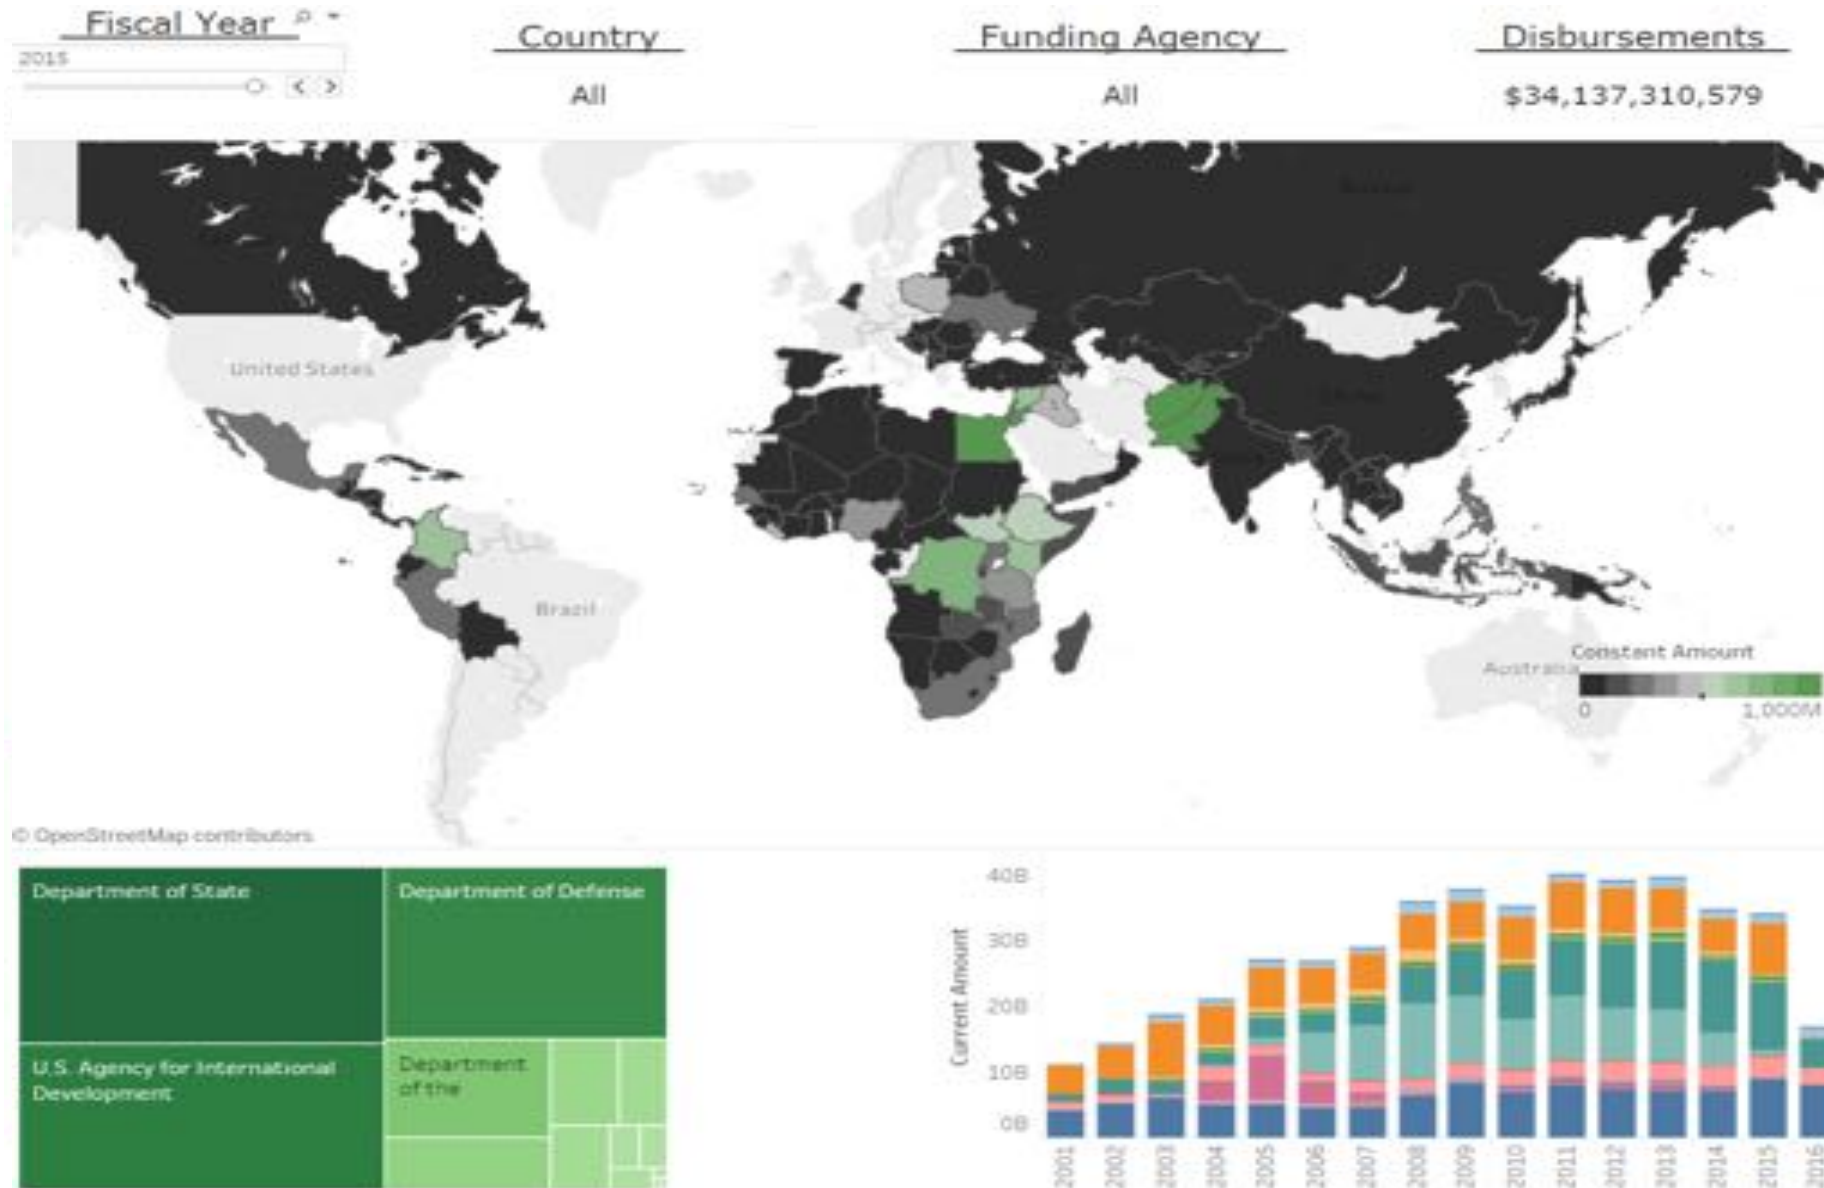 Fiscal Year
2015
Country
All
Funding Agency
All
Disbursements
$34,137,310,579
United States
Brazil
Australia
Constant Amount
0
1,000M
© OpenStreetMap contributors
Department of State
Department of Defense
U.S. Agency for International
Development
Department
of the
Current Amount
40B
30B
20B
10B
0B
2001
2002
2003
2004
2005
2006
2007
2008
2009
2010
2011
2012
2013
2014
2015
2016